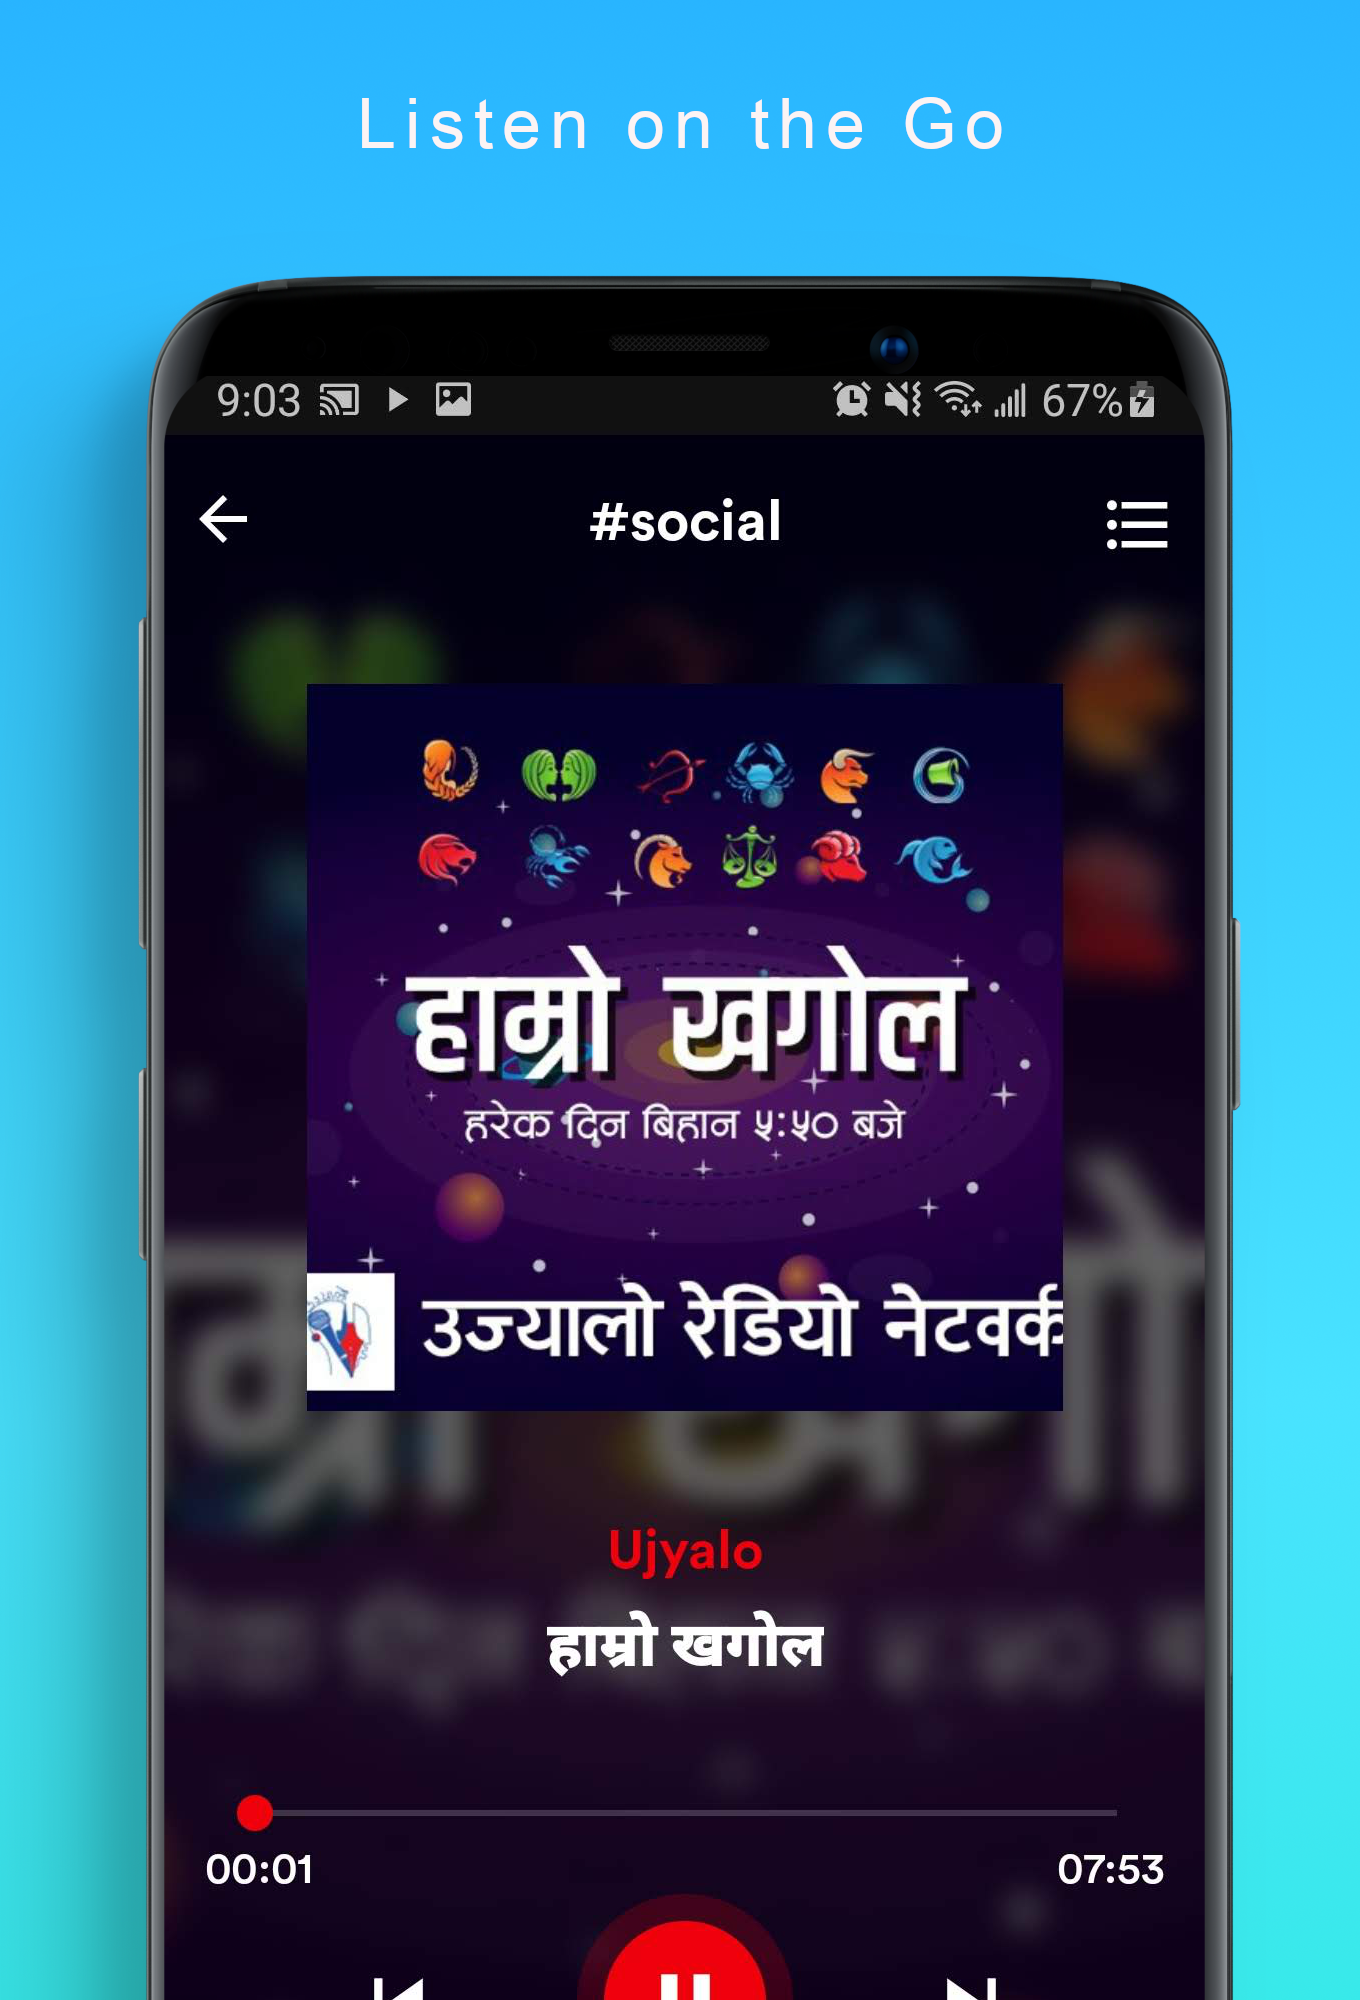 Listen on the Go
9:03 67%
#social
हाम्रो खगोल
हरेक दिन बिहान ५:५० बजे
उज्यालो रेडियो नेटवर्क
Ujyalo
हाम्रो खगोल
00:01 07:53